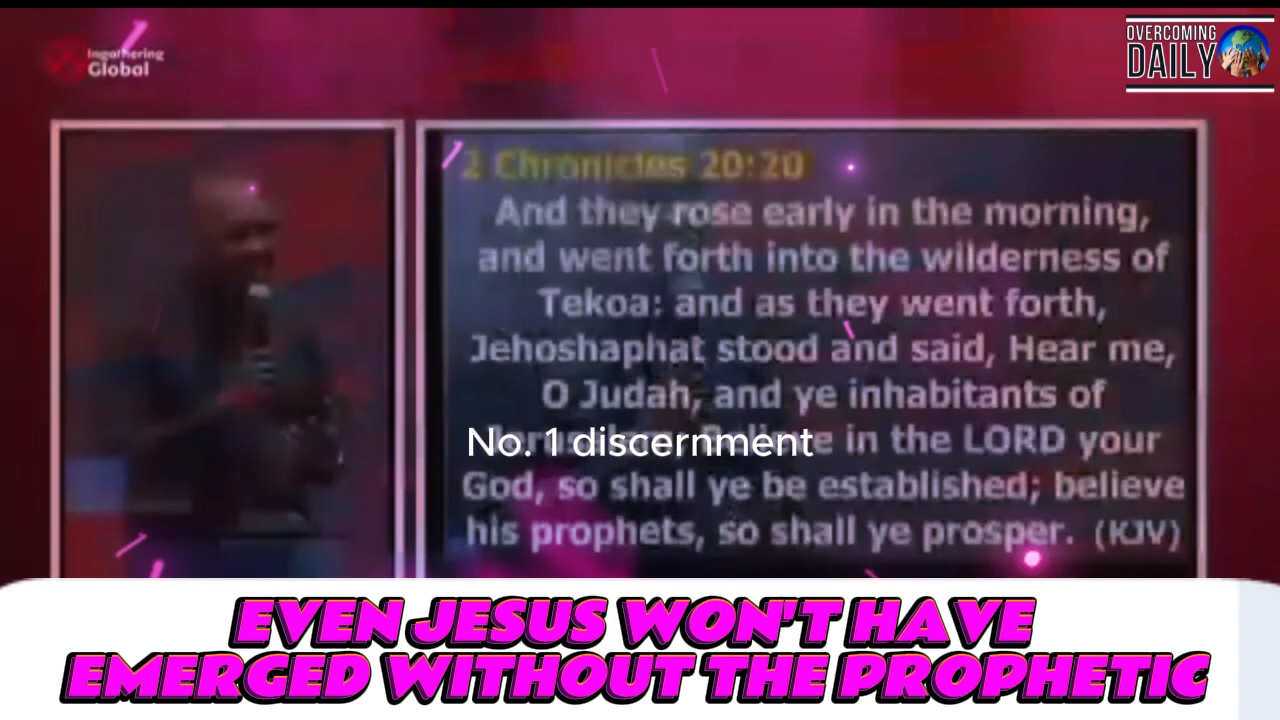 Ingathering
Global
OVERCOMING
DAILY
2 Chronicles 20:20
And they rose early in the morning,
and went forth into the wilderness of
Tekoa: and as they went forth,
Jehoshaphat stood and said, Hear me,
O Judah, and ye inhabitants of
No. 1 discernment
in the LORD your
God, so shall ye be established; believe
his prophets, so shall ye prosper. (KJV)
EVEN JESUS WON'T HAVE
EMERGED WITHOUT THE PROPHETIC